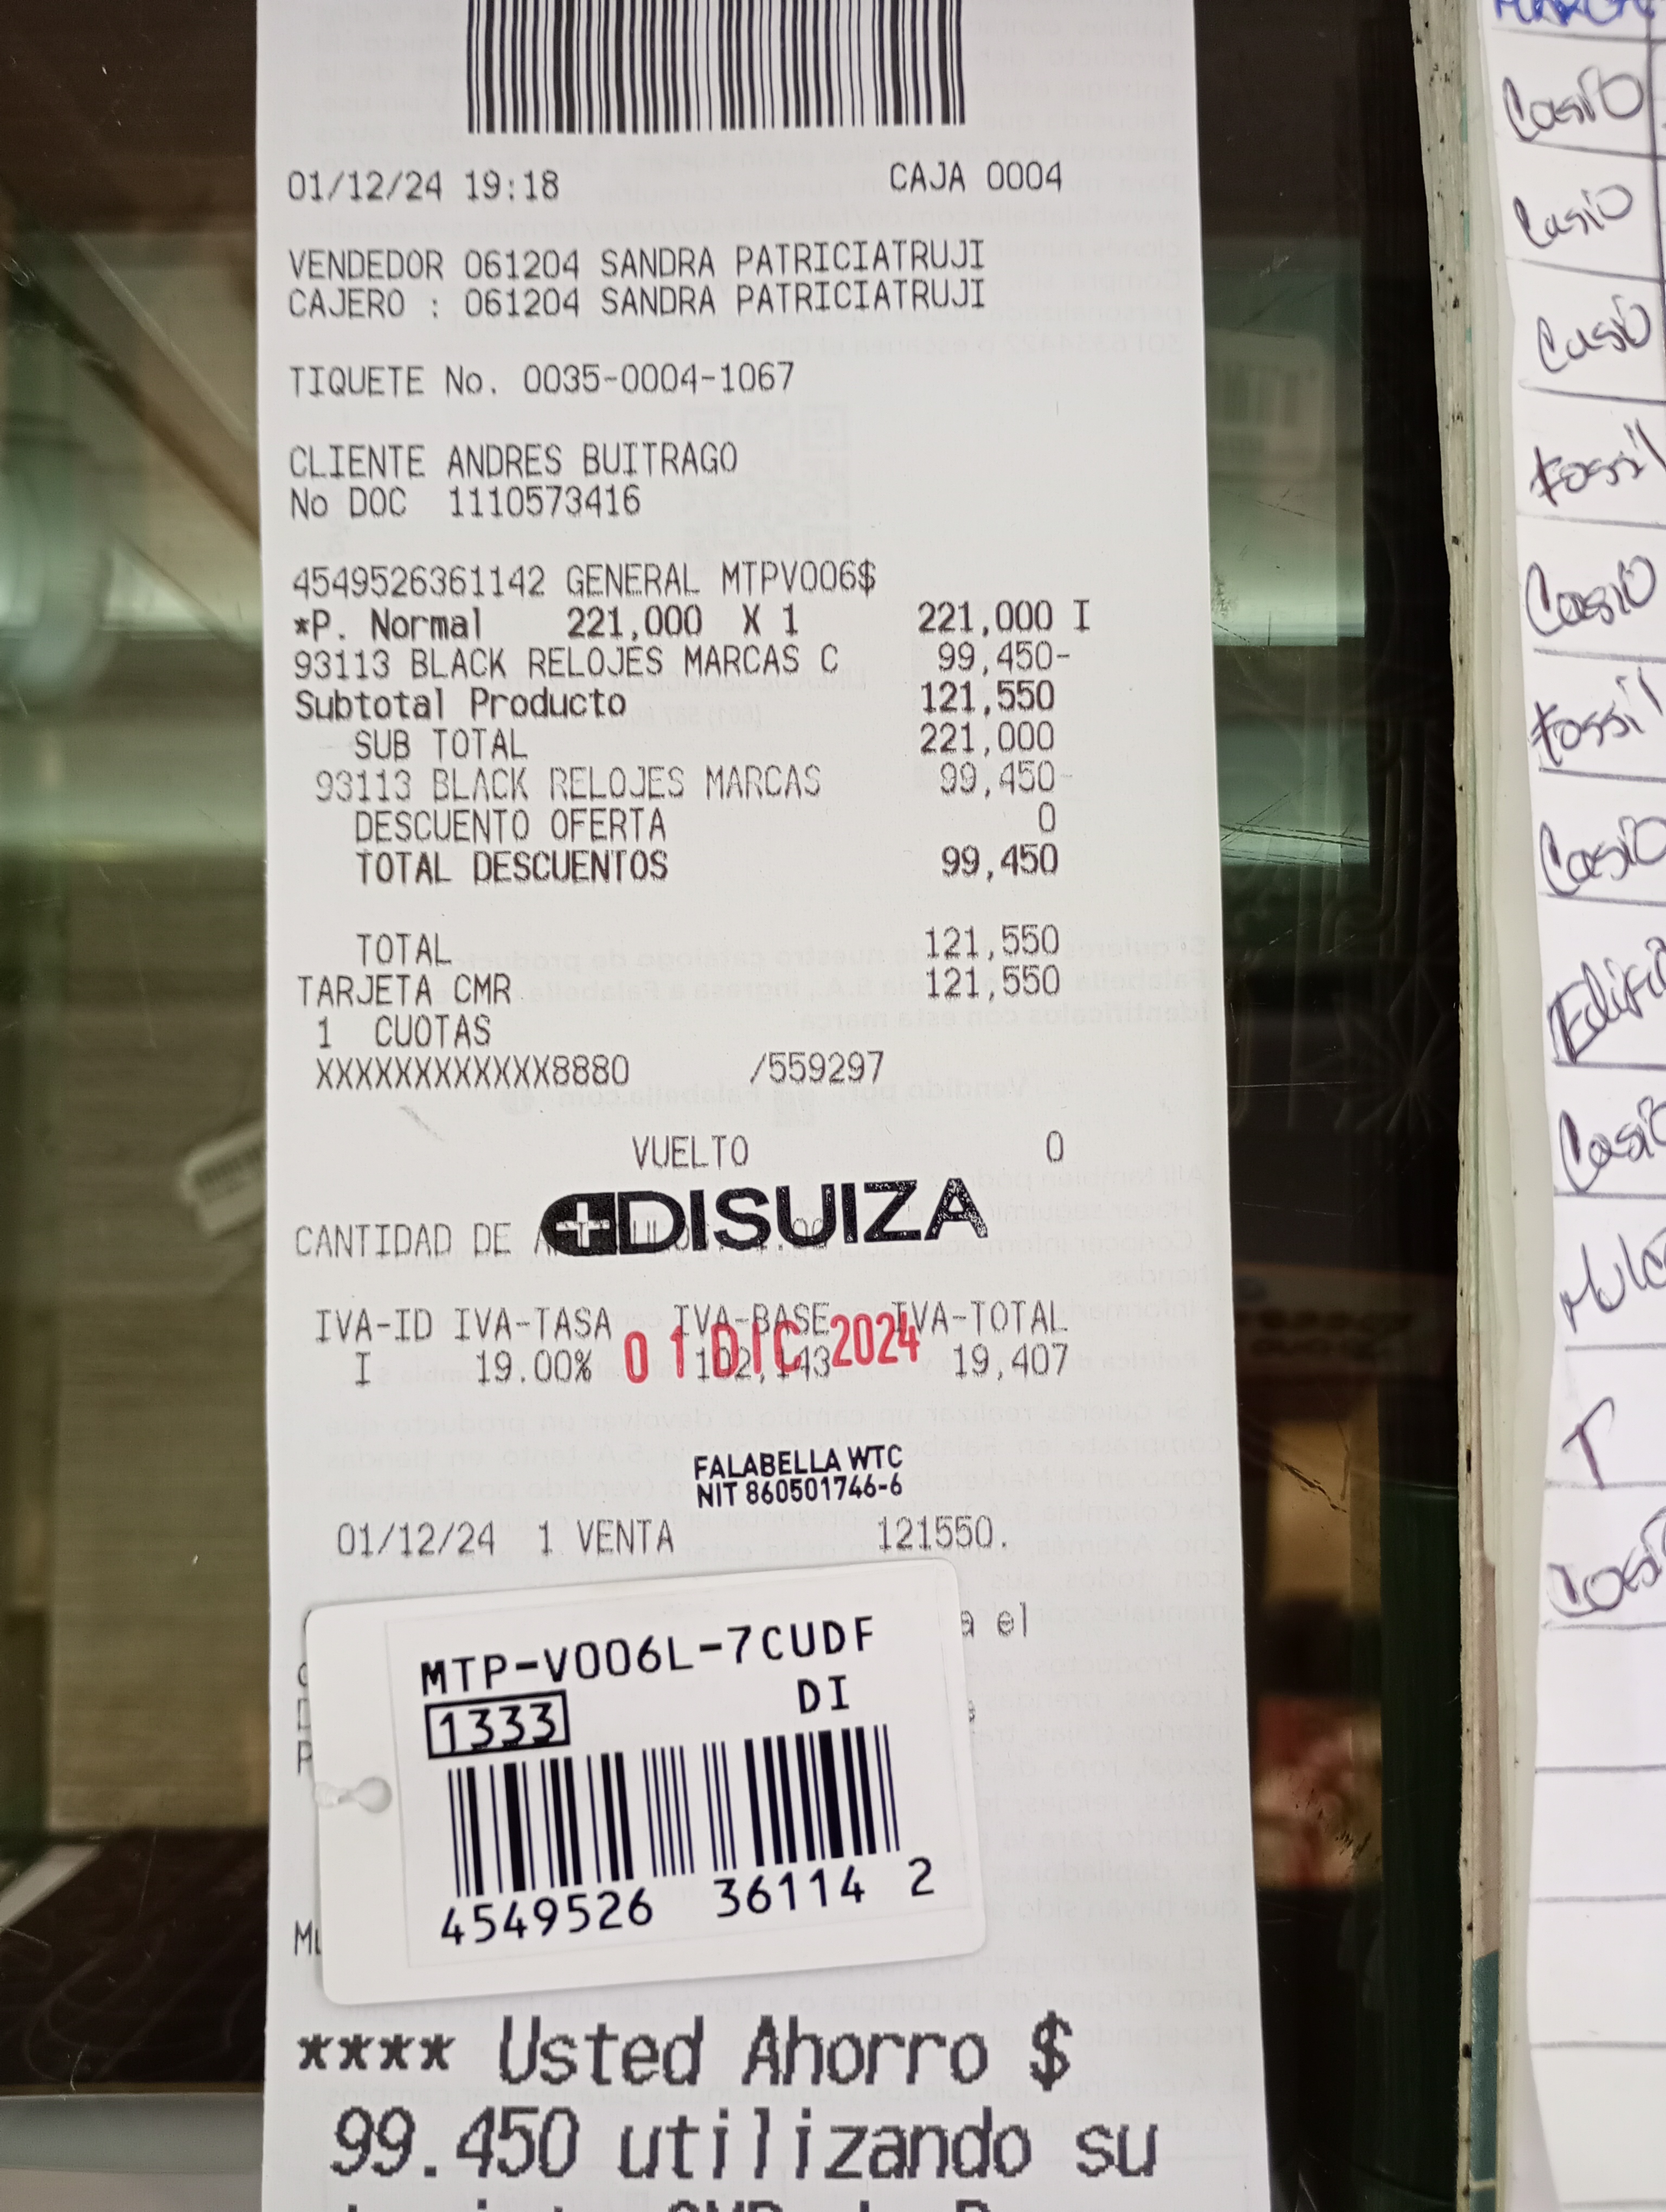 01/12/24 19:18 CAJA 0004
VENDEDOR 061204 SANDRA PATRICIATRUJI
CAJERO : 061204 SANDRA PATRICIATRUJI
TIQUETE No. 0035-0004-1067
CLIENTE ANDRES BUITRAGO
No DOC 1110573416
4549526361142 GENERAL MTPV006$
*P. Normal 221,000 X 1 221,000 I
93113 BLACK RELOJES MARCAS C 99,450-
Subtotal Producto 121,550
SUB TOTAL 221,000
93113 BLACK RELOJES MARCAS 99,450-
DESCUENTO OFERTA 0
TOTAL DESCUENTOS 99,450
TOTAL 121,550
TARJETA CMR 121,550
1 CUOTAS
XXXXXXXXXXXX8880 /559297
VUELTO 0
DISUIZA
CANTIDAD DE
IVA-ID IVA-TASA IVA-BASE IVA-TOTAL
01 DIC 2024
I 19.00% 102,143 19,407
FALABELLA WTC
NIT 860501746-6
01/12/24 1 VENTA 121550.
a el
MTP-V006L-7CUDF
1333 DI
4549526 36114 2
**** Usted Ahorro $
99.450 utilizando su
Casio
Casio
Casio
Fossil
Casio
Fossil
Casio
Casio
T